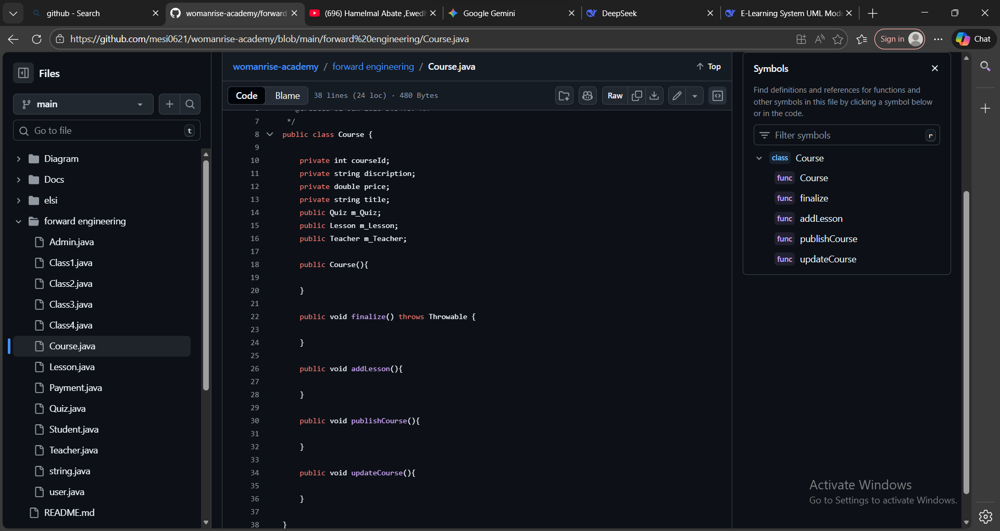 github - Search
womanrise-academy/forward
(696) Hamelmal Abate ,Ewedh
Google Gemini
DeepSeek
E-Learning System UML Mode
https://github.com/mesi0621/womanrise-academy/blob/main/forward%20engineering/Course.java
Sign in
Chat
Files
main
Go to file
t
Diagram
Docs
elsi
forward engineering
Admin.java
Class1.java
Class2.java
Class3.java
Class4.java
Course.java
Lesson.java
Payment.java
Quiz.java
Student.java
Teacher.java
string.java
user.java
README.md
womanrise-academy / forward engineering / Course.java
Top
Code
Blame
38 lines (24 loc) · 480 Bytes
Raw
7 */
8 public class Course {
9
10 private int courseId;
11 private string discription;
12 private double price;
13 private string title;
14 public Quiz m_Quiz;
15 public Lesson m_Lesson;
16 public Teacher m_Teacher;
17
18 public Course(){
19
20 }
21
22 public void finalize() throws Throwable {
23
24 }
25
26 public void addLesson(){
27
28 }
29
30 public void publishCourse(){
31
32 }
33
34 public void updateCourse(){
35
36 }
37
38 }
Symbols
Find definitions and references for functions and
other symbols in this file by clicking a symbol below
or in the code.
Filter symbols
r
class Course
func Course
func finalize
func addLesson
func publishCourse
func updateCourse
Activate Windows
Go to Settings to activate Windows.